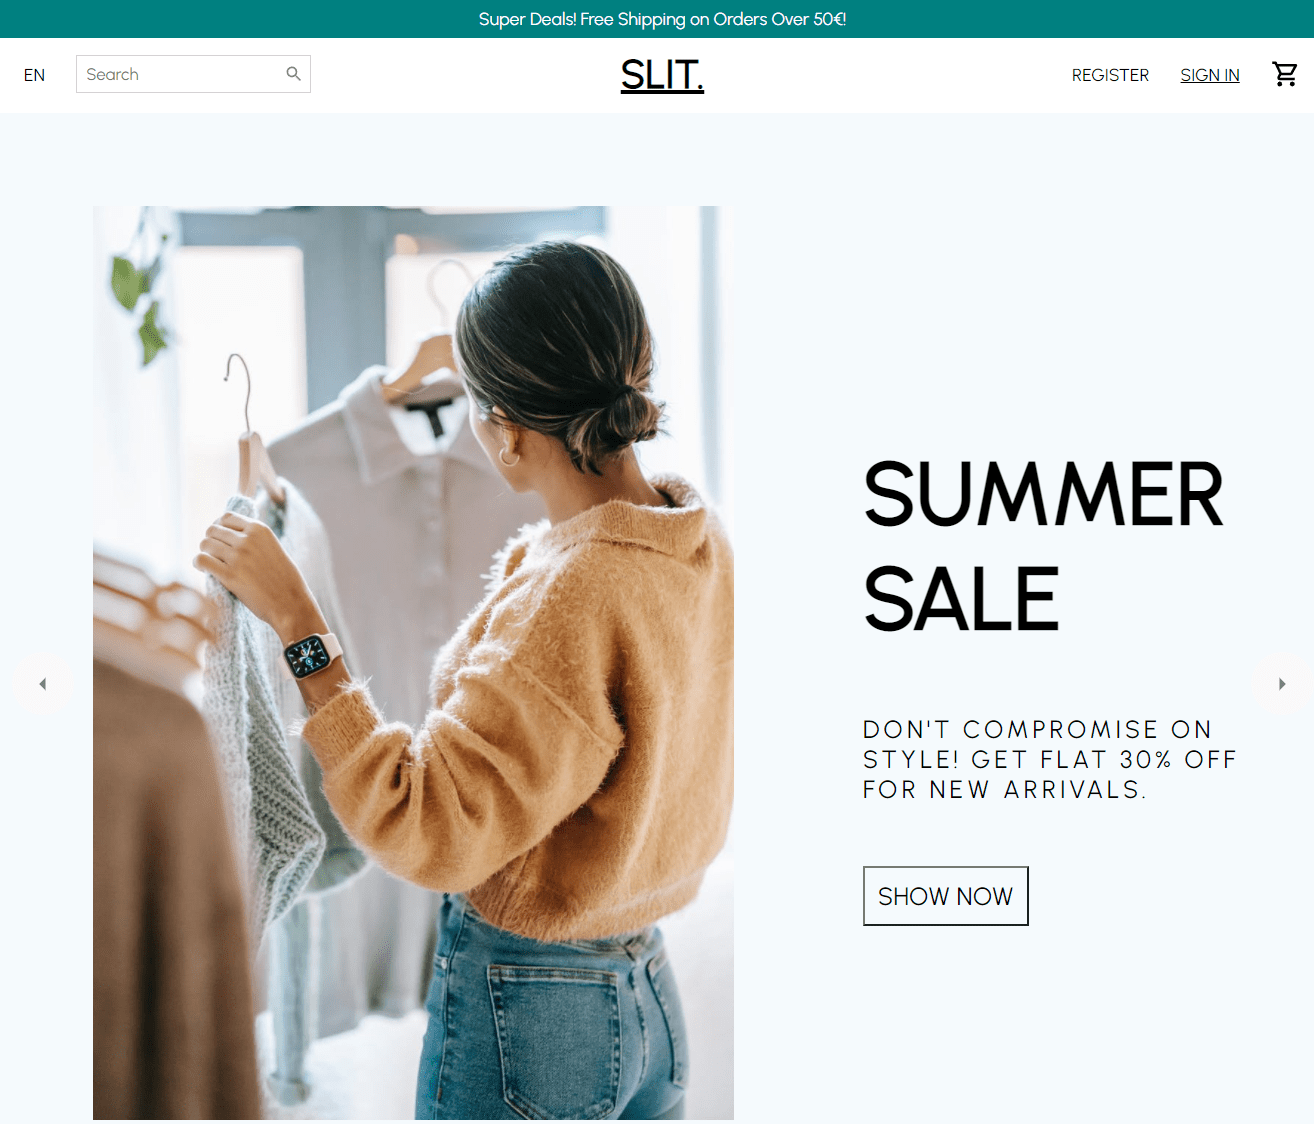 Super Deals! Free Shipping on Orders Over 50€!
EN
Search
SLIT.
REGISTER
SIGN IN
SUMMER
SALE
DON'T COMPROMISE ON
STYLE! GET FLAT 30% OFF
FOR NEW ARRIVALS.
SHOW NOW